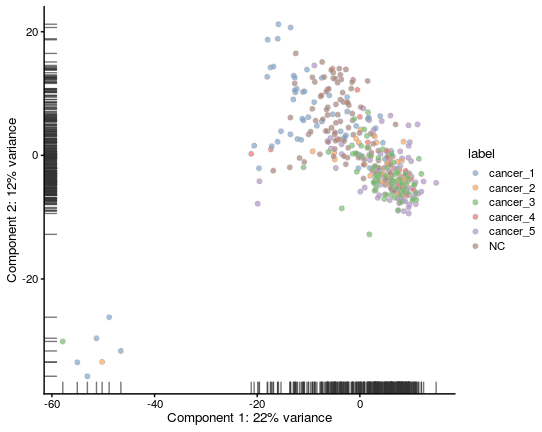 20
0
-20
-60
-40
-20
0
Component 1: 22% variance
Component 2: 12% variance
label
cancer_1
cancer_2
cancer_3
cancer_4
cancer_5
NC